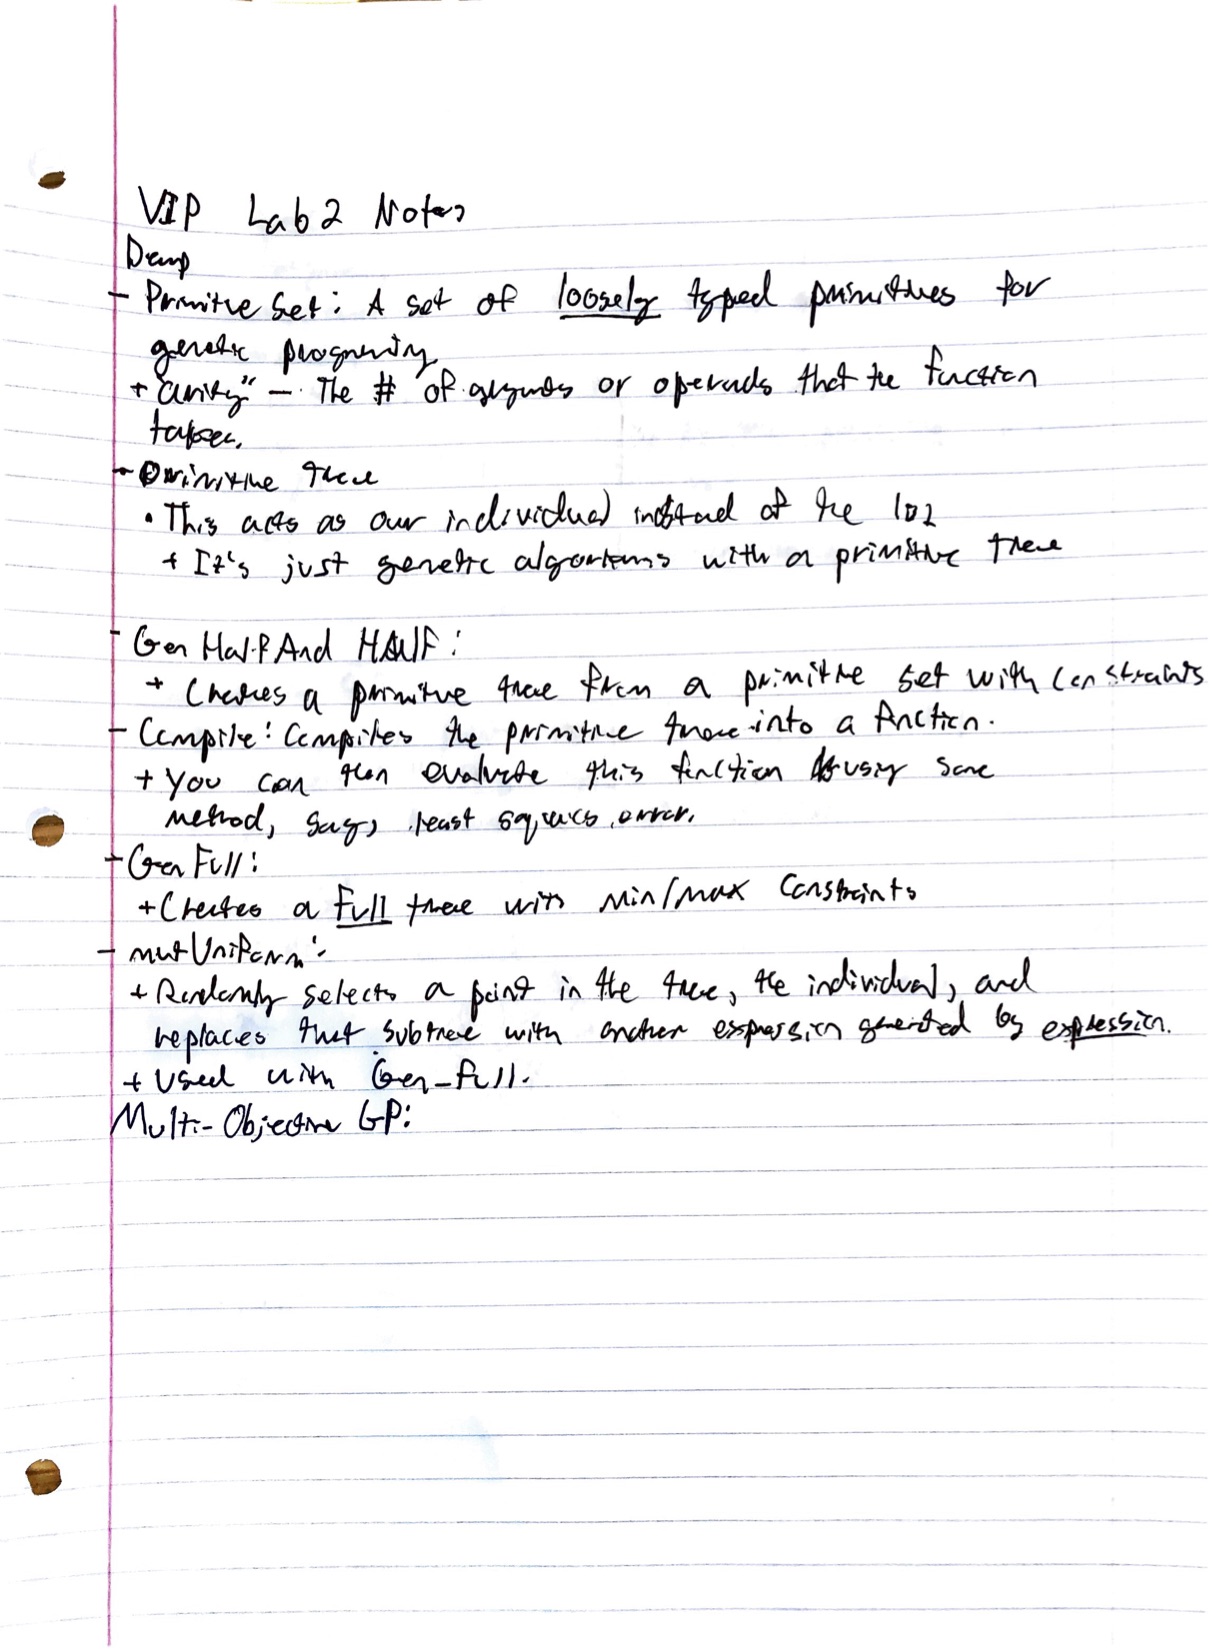 VIP Lab 2 Notes
Deap
- Primitive Set: A set of loosely typed primitives for
genetic programming
+ "arity" - The # of arguments or operands that the function
takes.
- Primitive Tree
• This acts as our individual instead of the
+ It's just genetic algorithms with a primitive tree
- Gen Half And Half:
+ Creates a primitive tree from a primitive set with constraints
- Compile: Compiles the primitive tree into a function.
+ You can then evaluate this function using some
method, say, least squares error.
- Gen Full:
+ Creates a full tree with min/max constraints
- mutUniform:
+ Randomly selects a point in the tree, the individual, and
replaces that subtree with another expression generated by expression.
+ Used with Gen_full.
Multi-Objective GP: